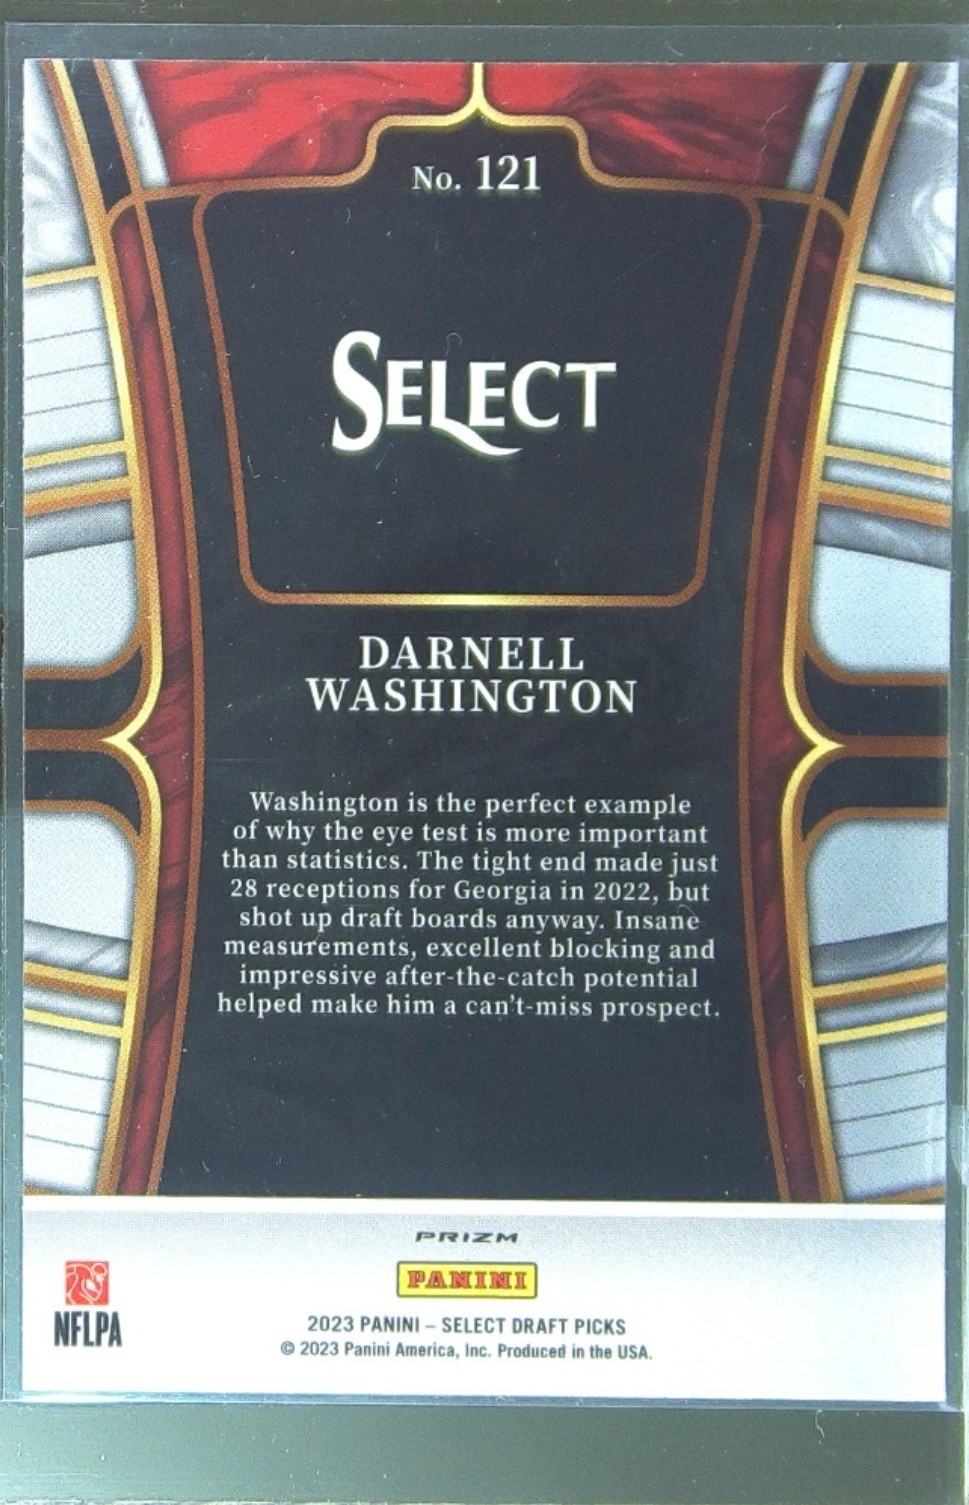 No. 121
SELECT
DARNELL
WASHINGTON
Washington is the perfect example
of why the eye test is more important
than statistics. The tight end made just
28 receptions for Georgia in 2022, but
shot up draft boards anyway. Insane
measurements, excellent blocking and
impressive after-the-catch potential
helped make him a can't-miss prospect.
PRIZM
PANINI
NFLPA
2023 PANINI – SELECT DRAFT PICKS
© 2023 Panini America, Inc. Produced in the USA.